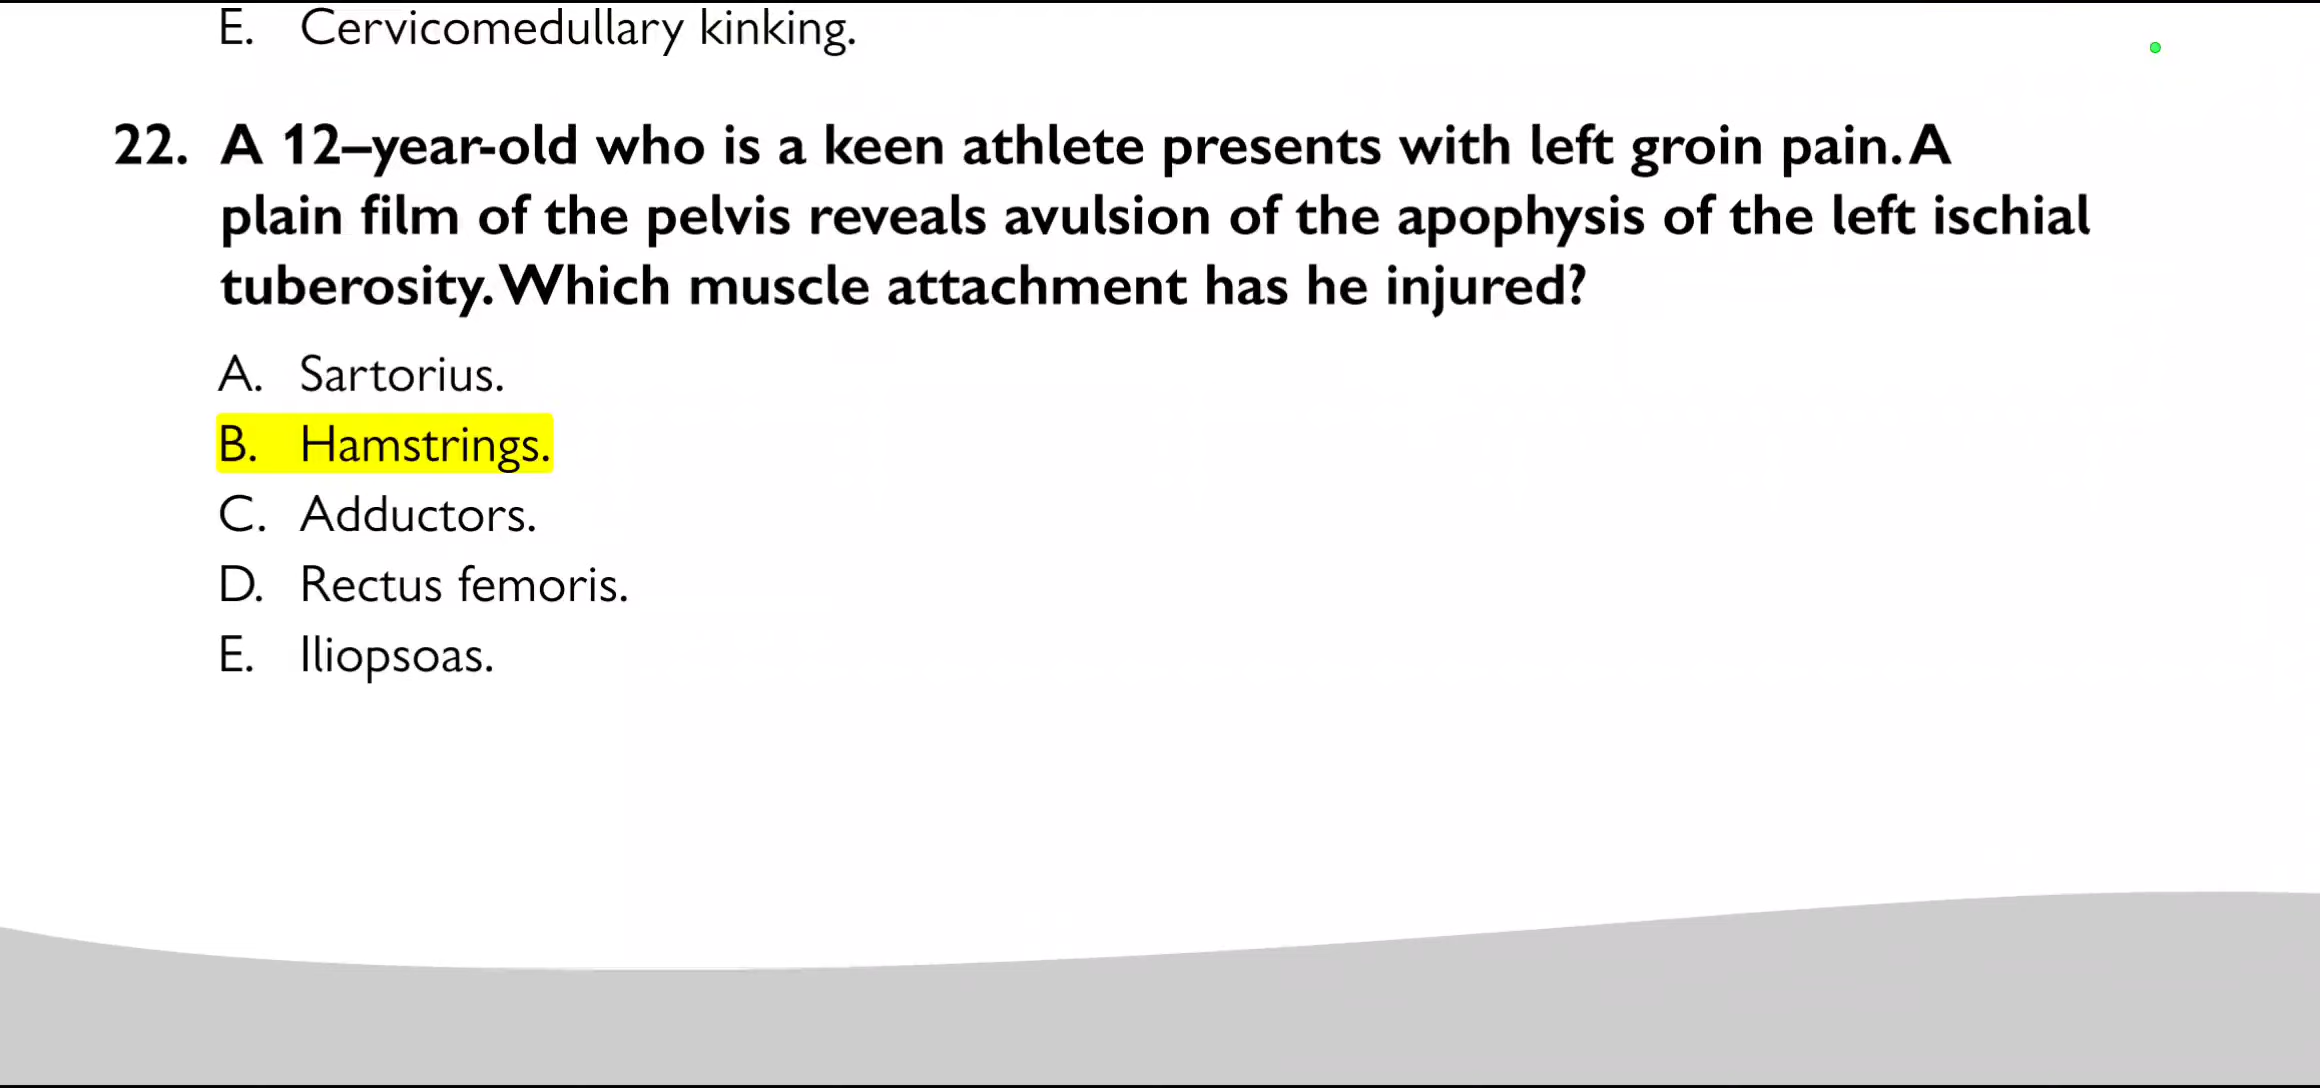 E. Cervicomedullary kinking.
22. A 12–year-old who is a keen athlete presents with left groin pain. A
plain film of the pelvis reveals avulsion of the apophysis of the left ischial
tuberosity. Which muscle attachment has he injured?
A. Sartorius.
B. Hamstrings.
C. Adductors.
D. Rectus femoris.
E. Iliopsoas.